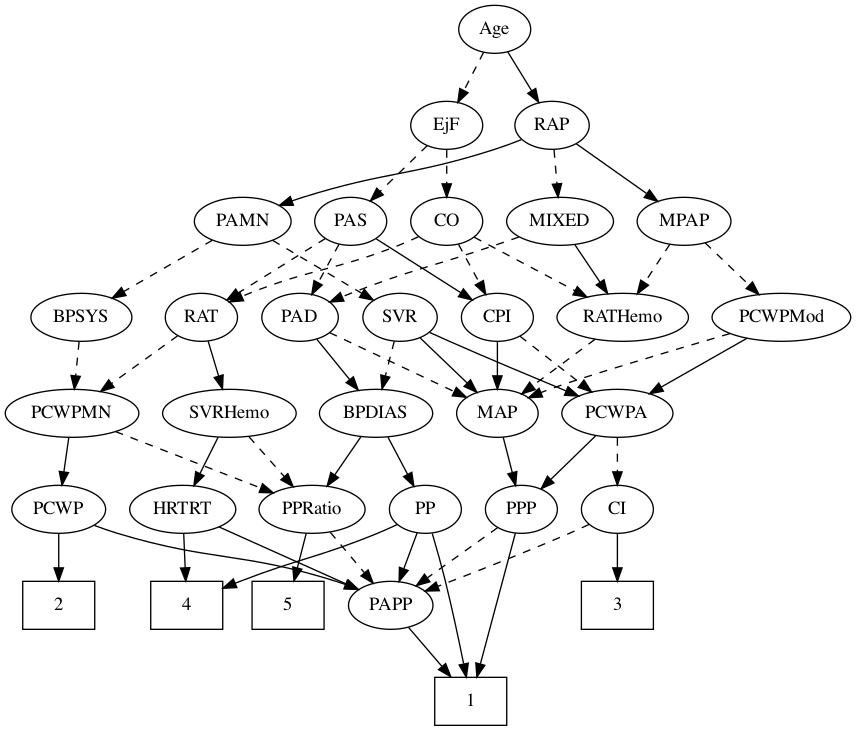 Age
EjF
RAP
PAMN
PAS
CO
MIXED
MPAP
BPSYS
RAT
PAD
SVR
CPI
RATHemo
PCWPMod
PCWPMN
SVRHemo
BPDIAS
MAP
PCWPA
PCWP
HRTRT
PPRatio
PP
PPP
CI
2
4
5
PAPP
3
1